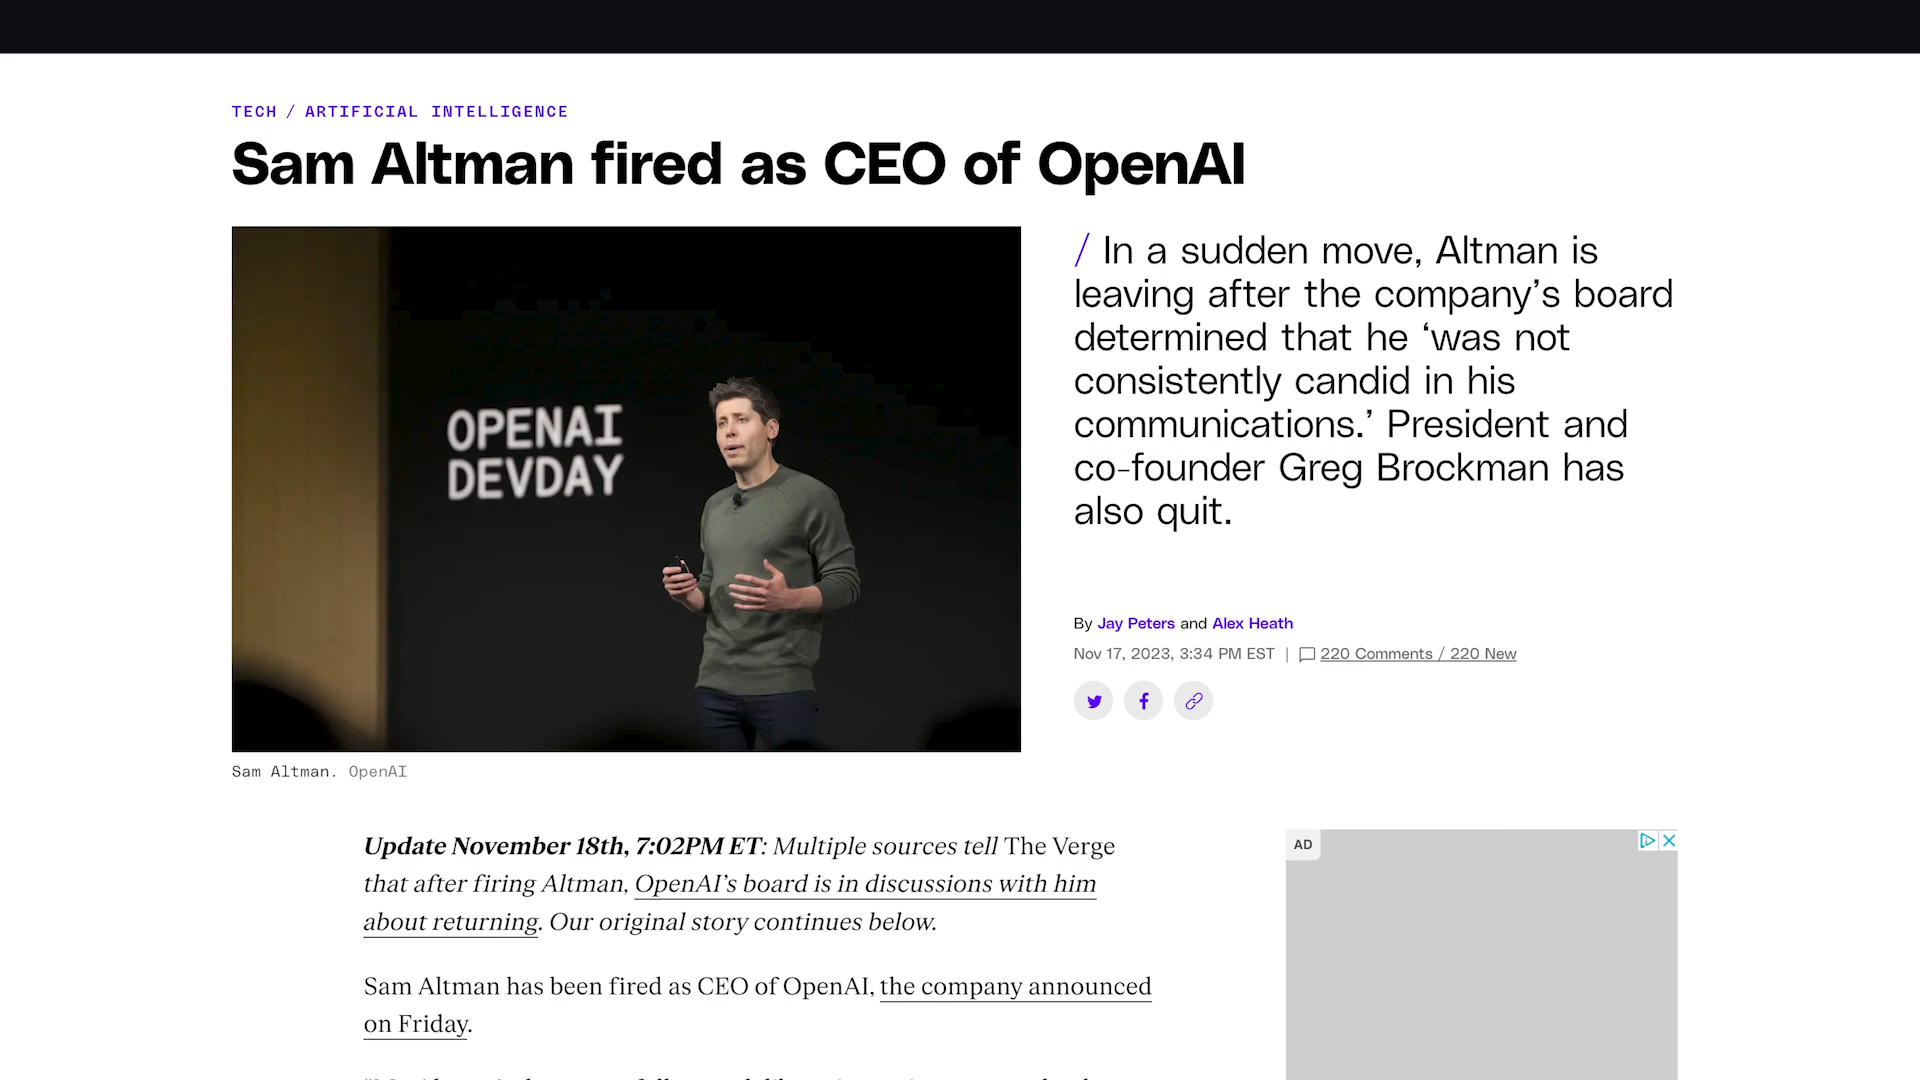 TECH / ARTIFICIAL INTELLIGENCE
Sam Altman fired as CEO of OpenAI
OPENAI
DEVDAY
/ In a sudden move, Altman is
leaving after the company’s board
determined that he ‘was not
consistently candid in his
communications.’ President and
co-founder Greg Brockman has
also quit.
By Jay Peters and Alex Heath
Nov 17, 2023, 3:34 PM EST | 220 Comments / 220 New
Sam Altman. OpenAI
Update November 18th, 7:02PM ET: Multiple sources tell The Verge
that after firing Altman, OpenAI’s board is in discussions with him
about returning. Our original story continues below.
Sam Altman has been fired as CEO of OpenAI, the company announced
on Friday.
AD